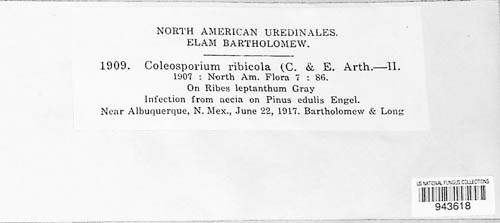 NORTH AMERICAN UREDINALES.
ELAM BARTHOLOMEW.
1909. Coleosporium ribicola (C. & E. Arth.—II.
1907 : North Am. Flora 7 : 86.
On Ribes leptanthum Gray
Infection from aecia on Pinus edulis Engel.
Near Albuquerque, N. Mex., June 22, 1917. Bartholomew & Long
US NATIONAL FUNGUS COLLECTIONS
943618